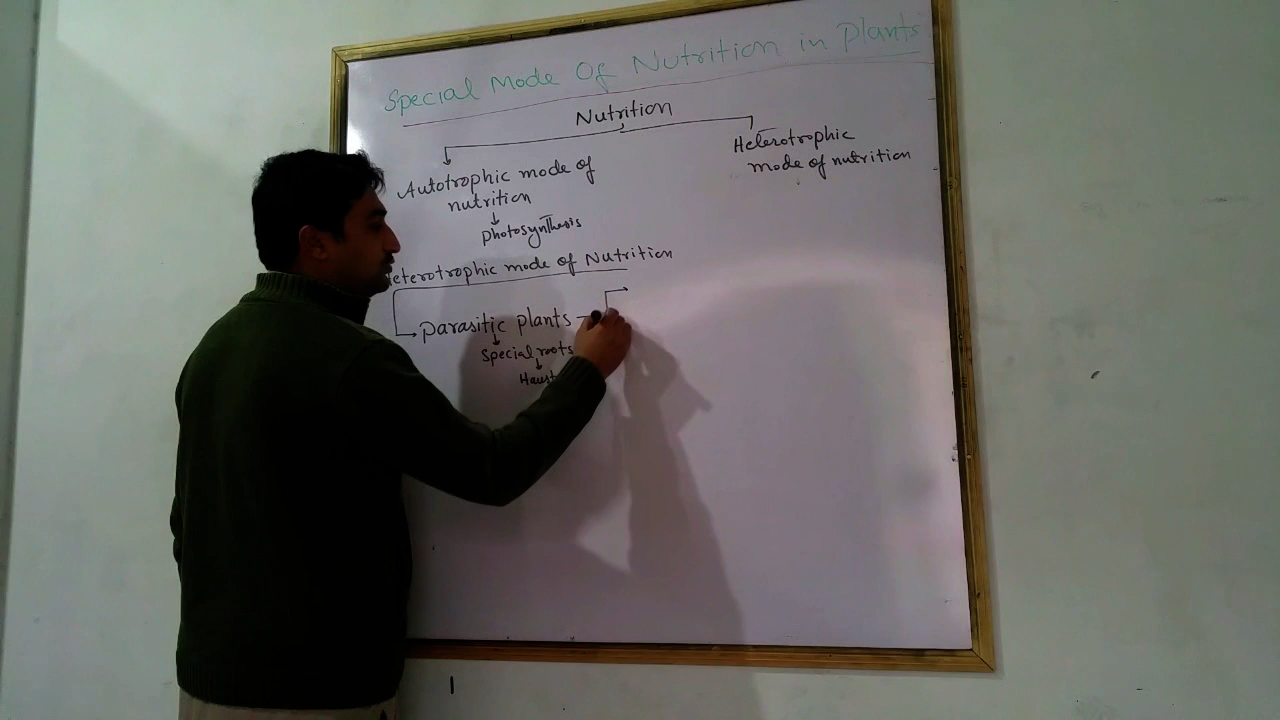 Special Mode Of Nutrition in Plants
Nutrition
Autotrophic mode of
nutrition
photosynthesis
Heterotrophic
mode of nutrition
eterotrophic mode of Nutrition
parasitic plants
Special roots
Haust